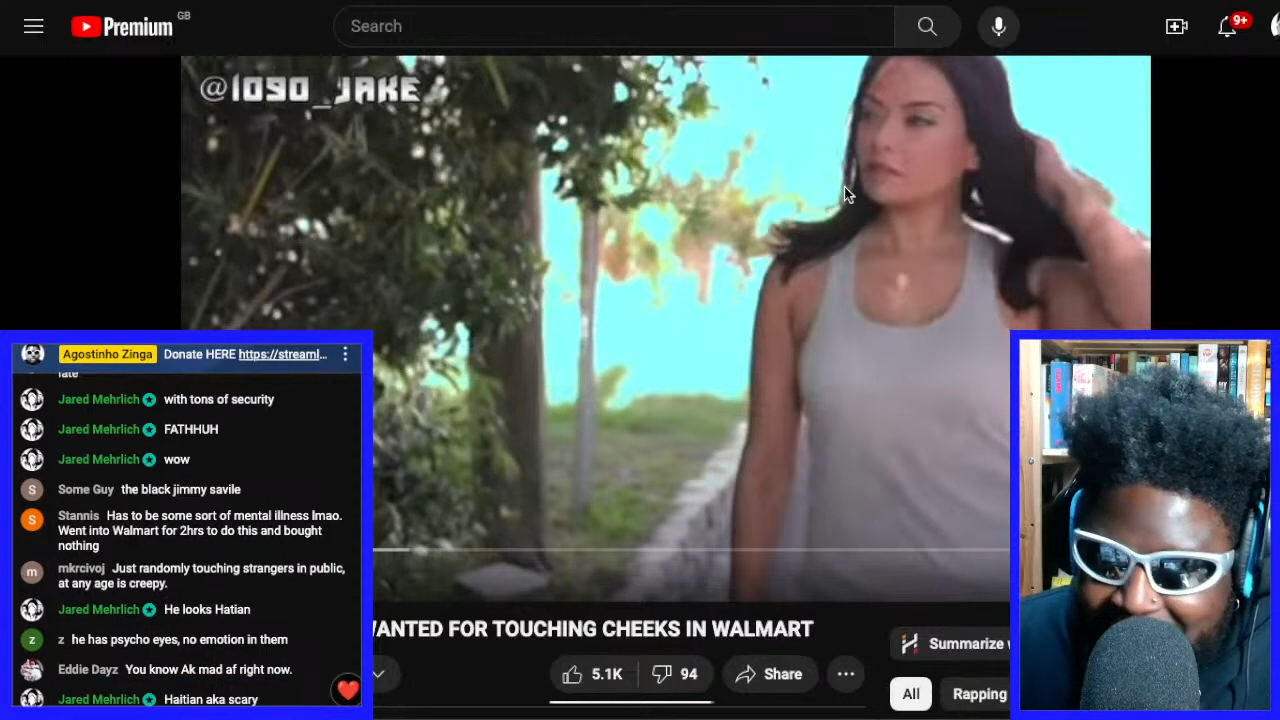 Premium GB
Search
9+
@1090_JAKE
Agostinho Zinga Donate HERE https://streaml...
late
Jared Mehrlich with tons of security
Jared Mehrlich FATHHUH
Jared Mehrlich wow
S Some Guy the black jimmy savile
S Stannis Has to be some sort of mental illness lmao.
Went into Walmart for 2hrs to do this and bought
nothing
m mkrcivoj Just randomly touching strangers in public,
at any age is creepy.
Jared Mehrlich He looks Hatian
z z he has psycho eyes, no emotion in them
Eddie Dayz You know Ak mad af right now.
Jared Mehrlich Haitian aka scary
WANTED FOR TOUCHING CHEEKS IN WALMART
5.1K
94
Share
Summarize
All
Rapping